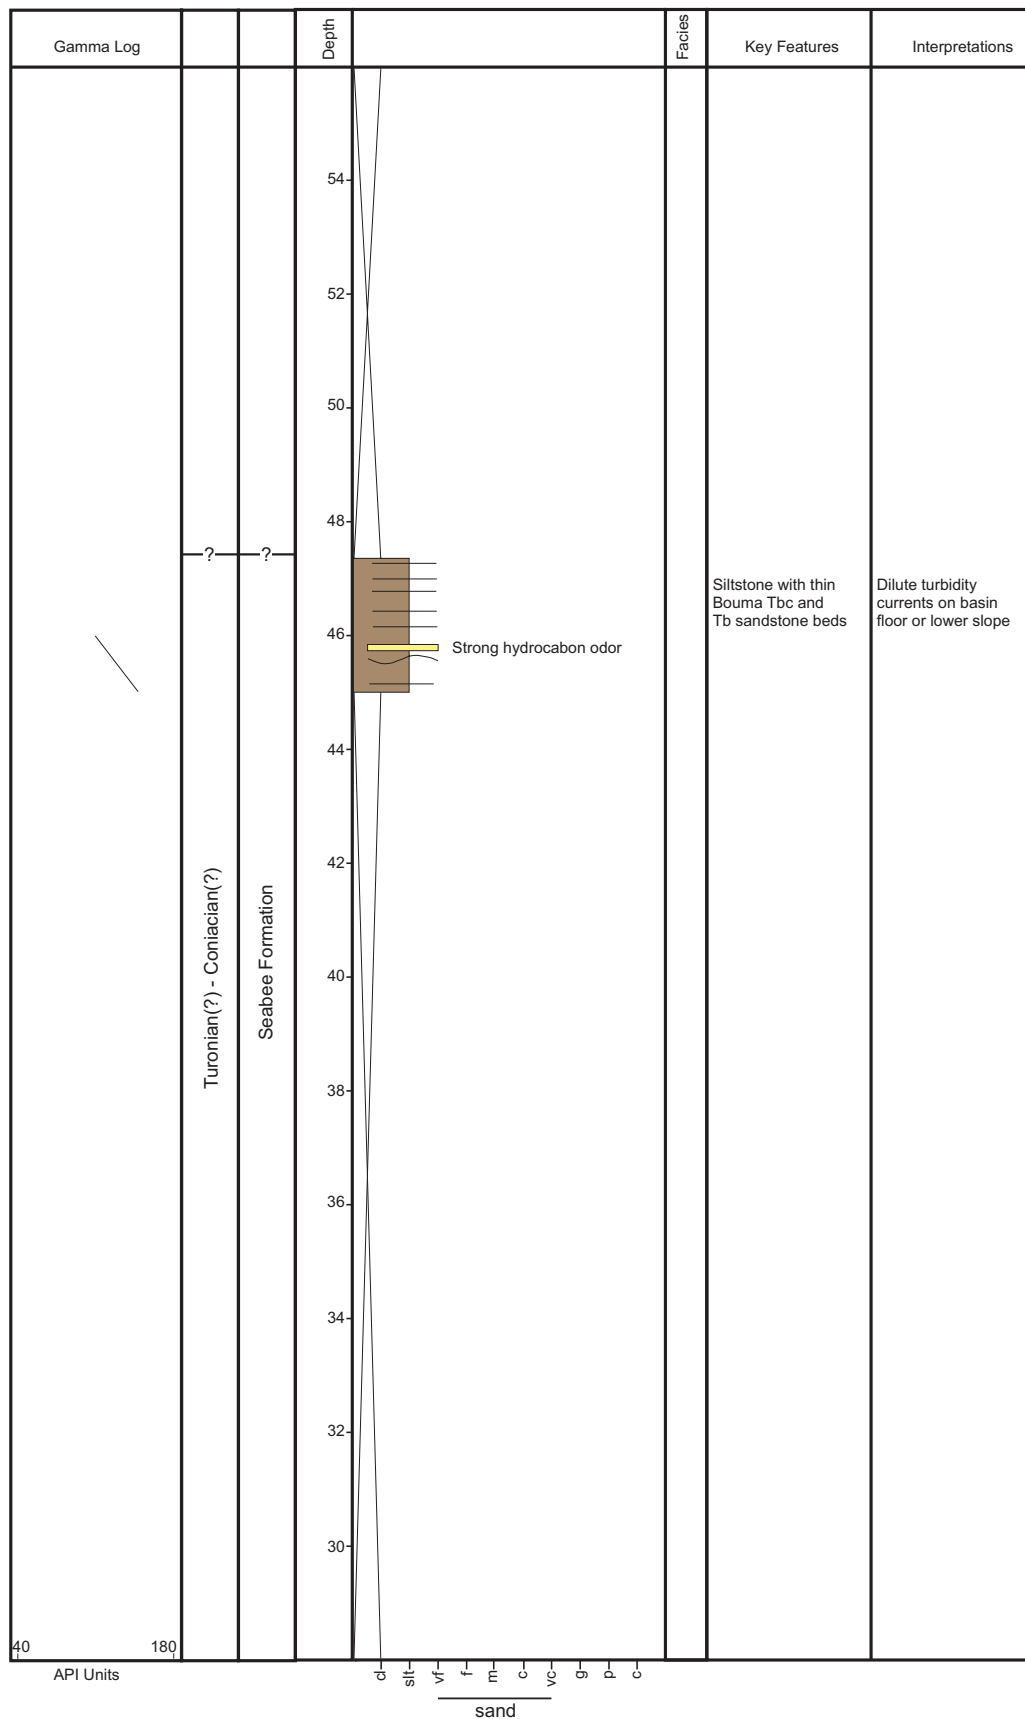 Gamma Log
Depth
Facies
Key Features
Interpretations
54
52
50
48
?
?
Siltstone with thin
Bouma Tbc and
Tb sandstone beds
Dilute turbidity
currents on basin
floor or lower slope
46
Strong hydrocabon odor
44
42
Turonian(?) - Coniacian(?)
Seabee Formation
40
38
36
34
32
30
40
180
API Units
cl
slt
vf
f
m
c
vc
g
p
c
sand